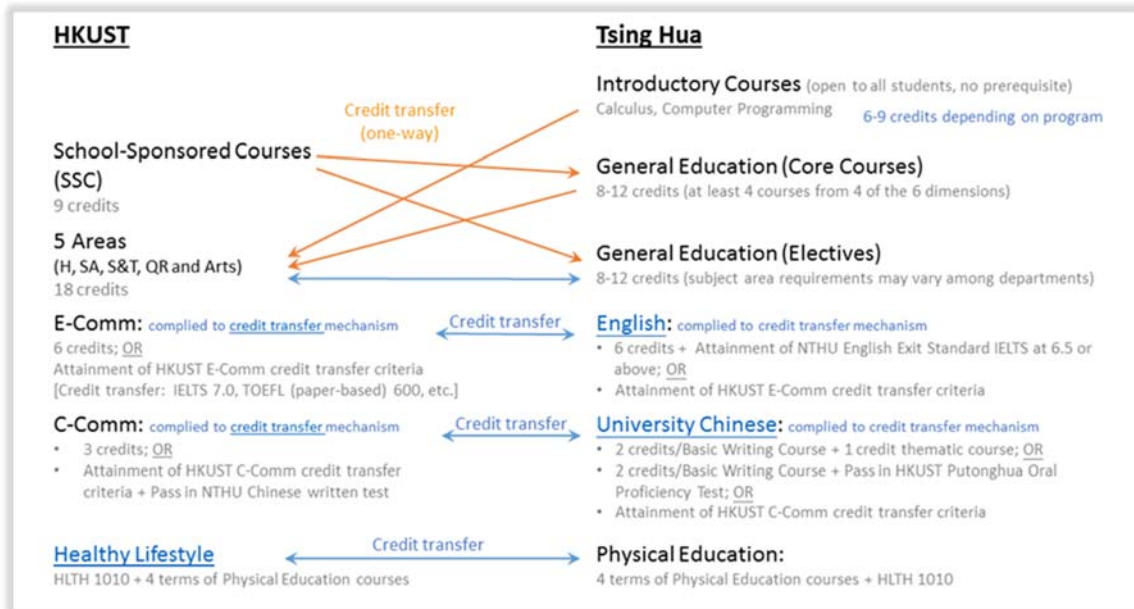 HKUST
School-Sponsored Courses
(SSC)
9 credits
5 Areas
(H, SA, S&T, QR and Arts)
18 credits
E-Comm: complied to credit transfer mechanism
6 credits; OR
Attainment of HKUST E-Comm credit transfer criteria
[Credit transfer: IELTS 7.0, TOEFL (paper-based) 600, etc.]
C-Comm: complied to credit transfer mechanism
• 3 credits; OR
• Attainment of HKUST C-Comm credit transfer
criteria + Pass in NTHU Chinese written test
Healthy Lifestyle
HLTH 1010 + 4 terms of Physical Education courses
Credit transfer
(one-way)
Credit transfer
Credit transfer
Credit transfer
Tsing Hua
Introductory Courses (open to all students, no prerequisite)
Calculus, Computer Programming
6-9 credits depending on program
General Education (Core Courses)
8-12 credits (at least 4 courses from 4 of the 6 dimensions)
General Education (Electives)
8-12 credits (subject area requirements may vary among departments)
English: complied to credit transfer mechanism
• 6 credits + Attainment of NTHU English Exit Standard IELTS at 6.5 or
above; OR
• Attainment of HKUST E-Comm credit transfer criteria
University Chinese: complied to credit transfer mechanism
• 2 credits/Basic Writing Course + 1 credit thematic course; OR
• 2 credits/Basic Writing Course + Pass in HKUST Putonghua Oral
Proficiency Test; OR
• Attainment of HKUST C-Comm credit transfer criteria
Physical Education:
4 terms of Physical Education courses + HLTH 1010